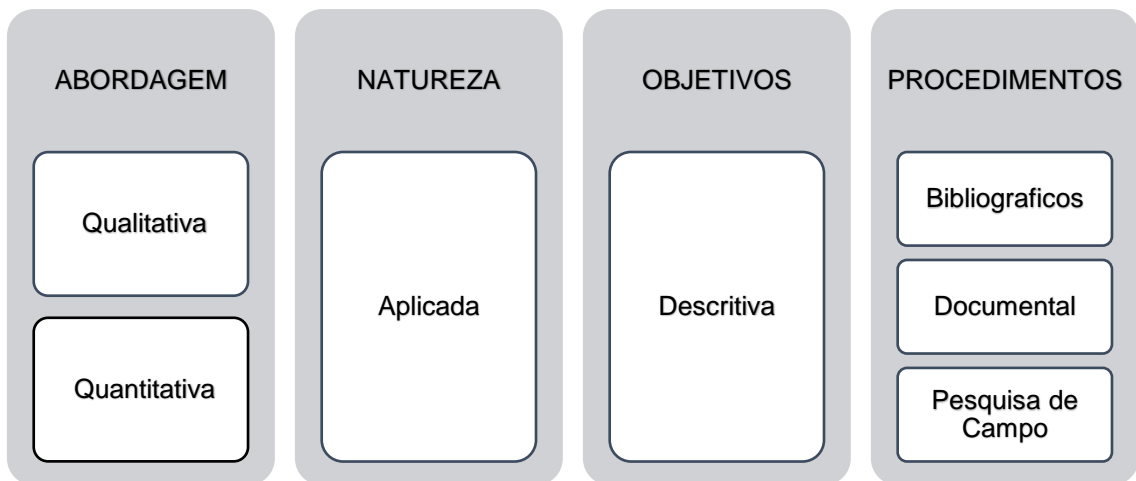 ABORDAGEM
Qualitativa
Quantitativa
NATUREZA
Aplicada
OBJETIVOS
Descritiva
PROCEDIMENTOS
Bibliograficos
Documental
Pesquisa de
Campo